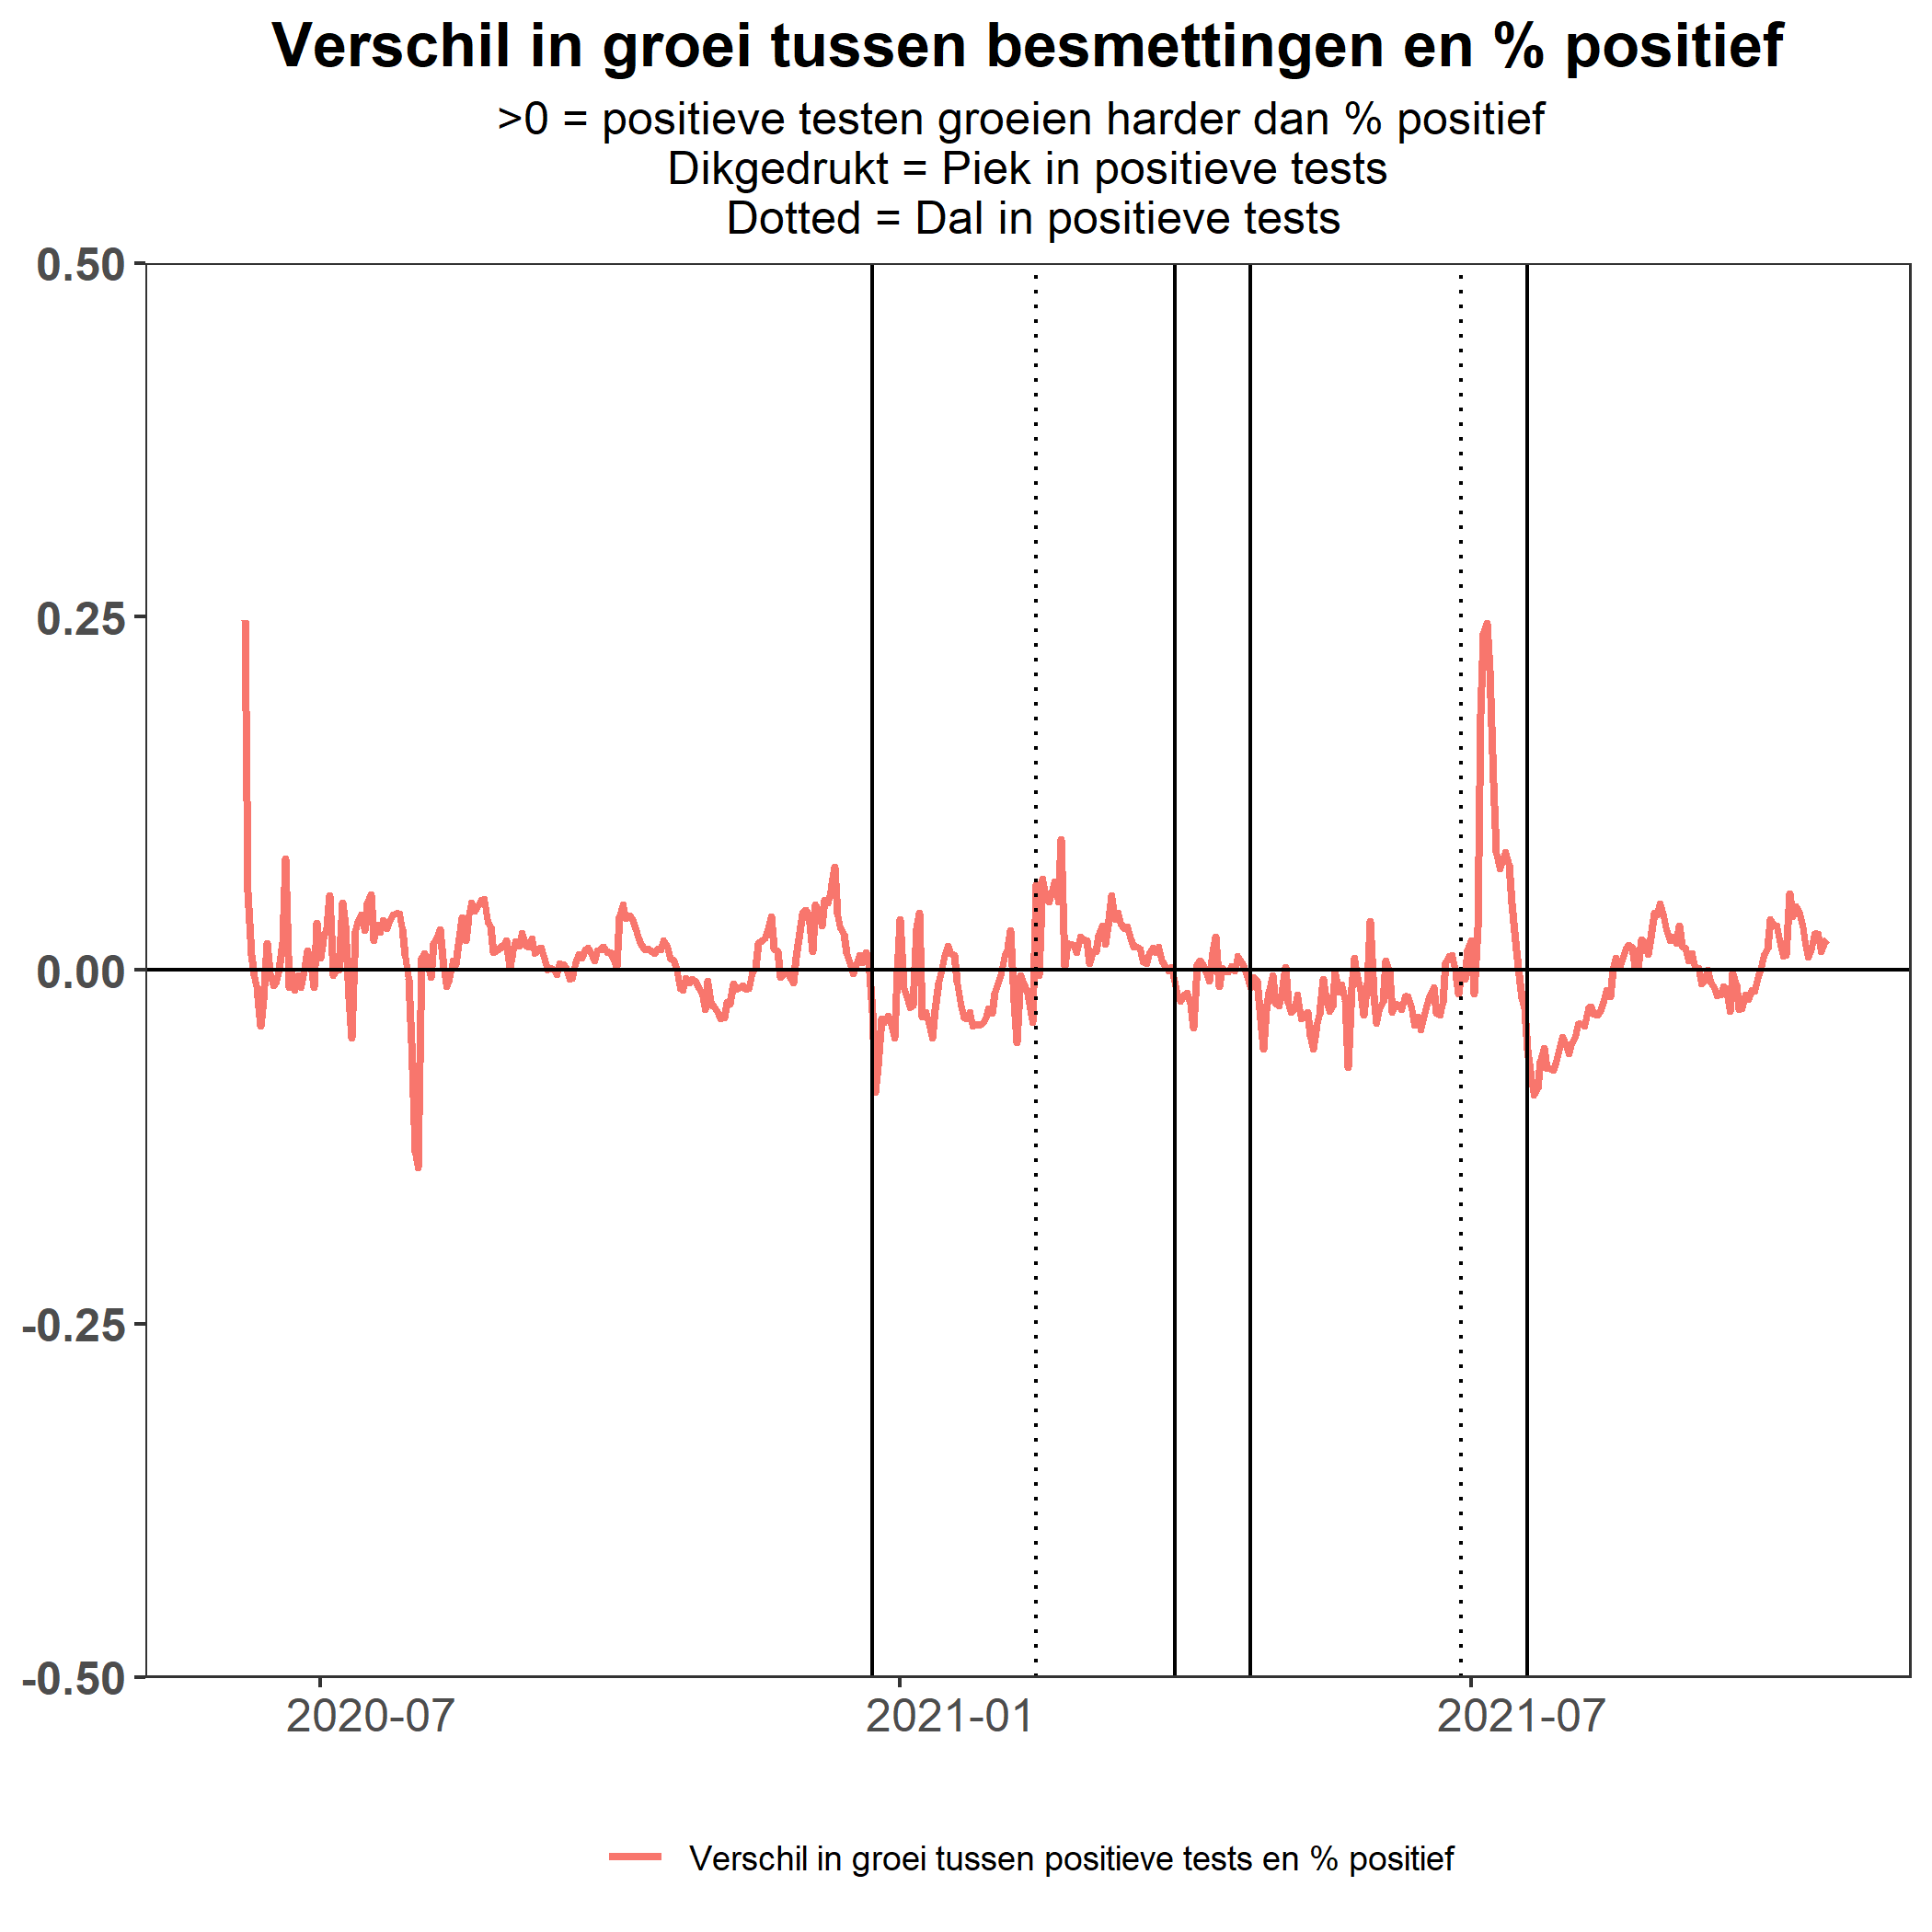 Verschil in groei tussen besmettingen en % positief
>0 = positieve testen groeien harder dan % positief
Dikgedrukt = Piek in positieve tests
Dotted = Dal in positieve tests
0.50
0.25
0.00
-0.25
-0.50
2020-07
2021-01
2021-07
Verschil in groei tussen positieve tests en % positief